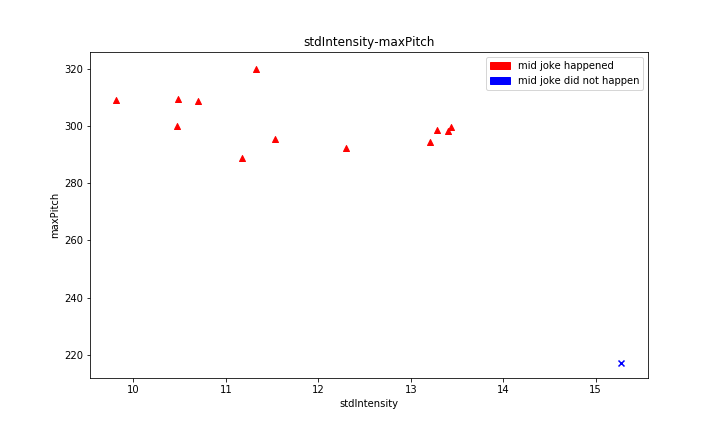 stdIntensity-maxPitch
mid joke happened
mid joke did not happen
maxPitch
320
300
280
260
240
220
10 11 12 13 14 15
stdIntensity